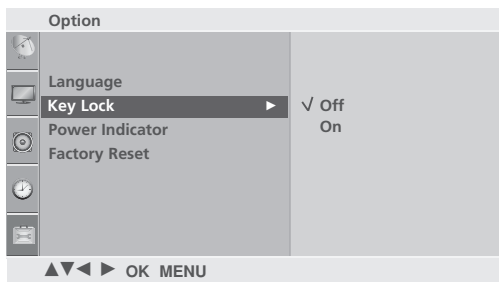 Option
Language
Key Lock ► √ Off
Power Indicator On
Factory Reset
▲▼◄ ► OK MENU